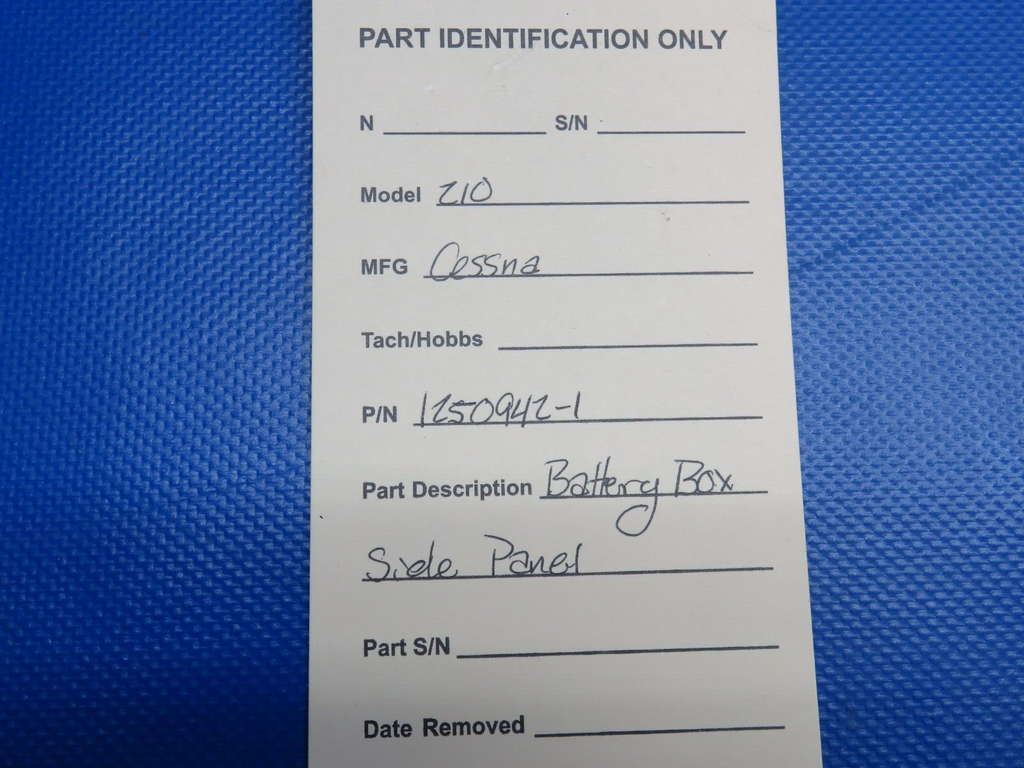 PART IDENTIFICATION ONLY
N S/N
Model 210
MFG Cessna
Tach/Hobbs
P/N 1250942-1
Part Description Battery Box
Side Panel
Part S/N
Date Removed